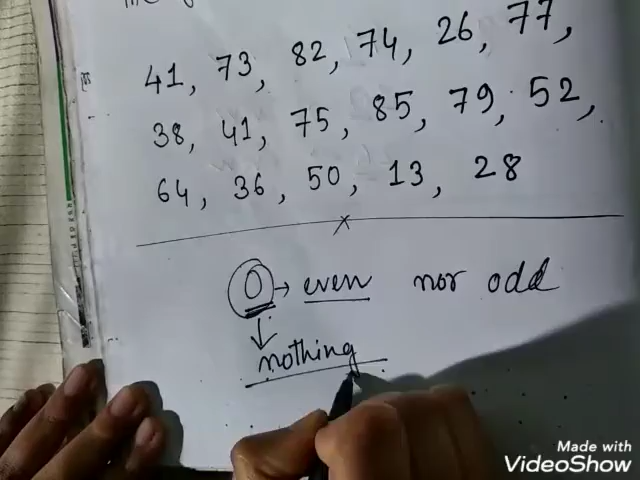 41, 73, 82, 74, 26, 77,
38, 41, 75, 85, 79, 52,
64, 36, 50, 13, 28
0 → even nor odd
↓
nothing
Made with
VideoShow